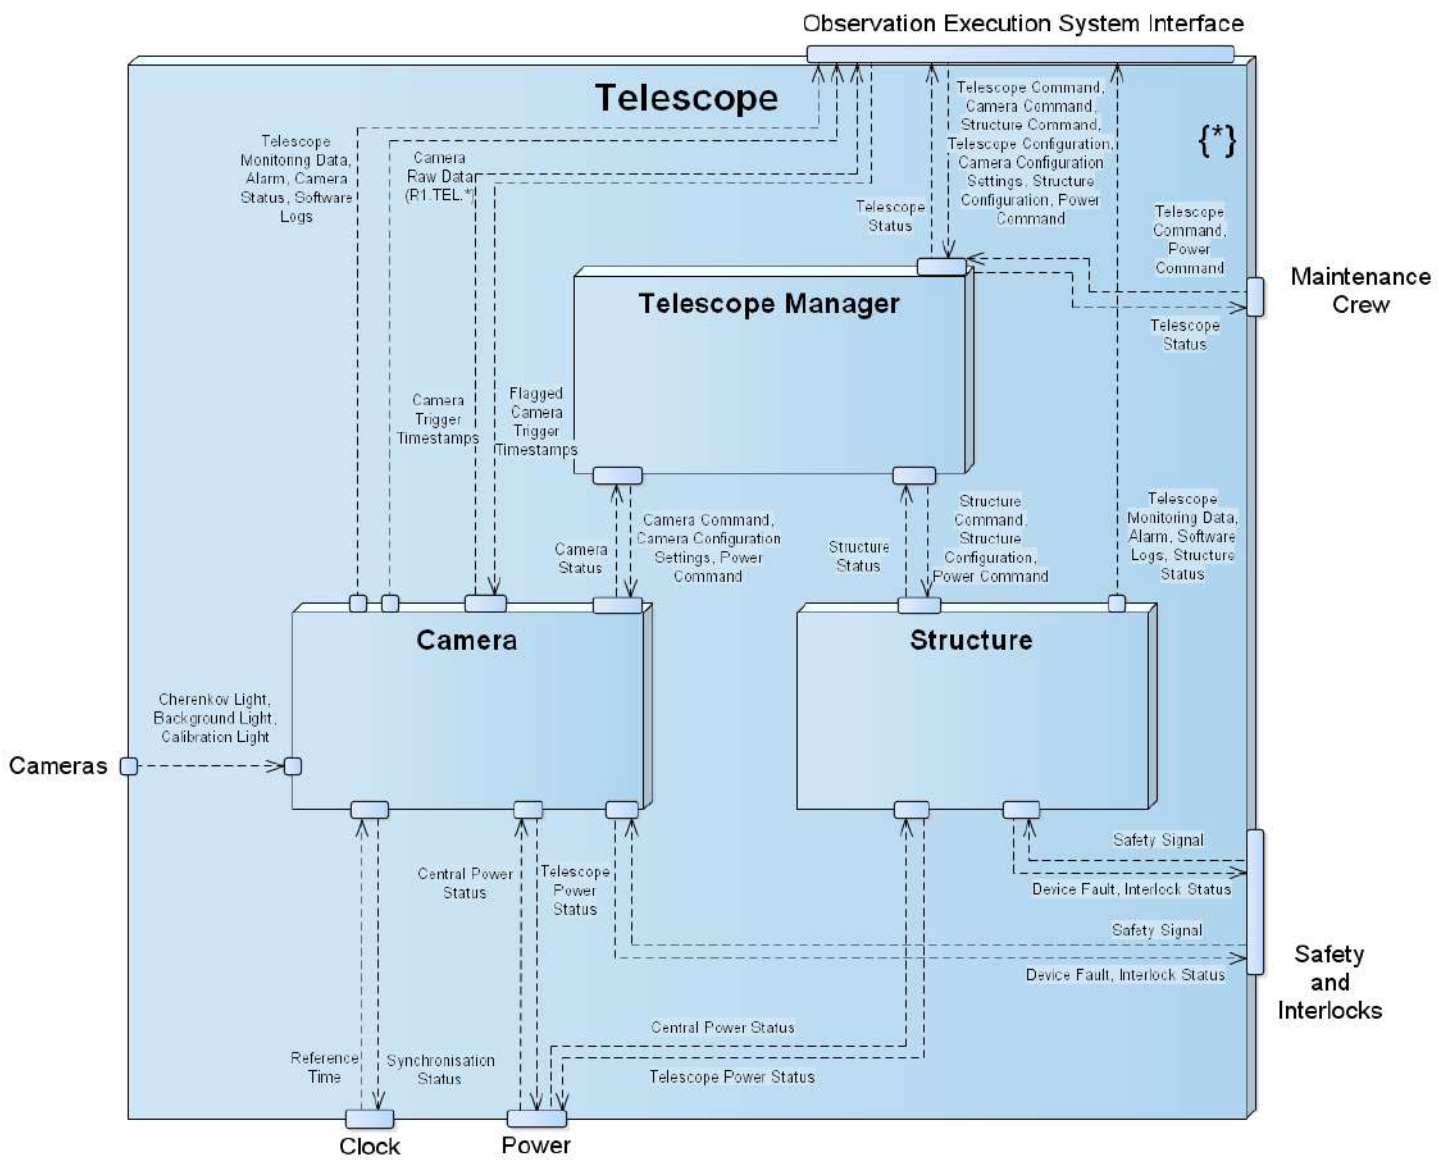 Observation Execution System Interface
Telescope
{*}
Telescope
Monitoring Data,
Alarm, Camera
Status, Software
Logs
Camera
Raw Data
(R1.TEL.*)
Telescope
Status
Telescope Command,
Camera Command,
Structure Command,
Telescope Configuration,
Camera Configuration
Settings, Structure
Configuration, Power
Command
Telescope
Command,
Power
Command
Maintenance
Crew
Telescope
Status
Telescope Manager
Camera
Trigger
Timestamps
Flagged
Camera
Trigger
Timestamps
Camera
Status
Camera Command,
Camera Configuration
Settings, Power
Command
Structure
Status
Structure
Command,
Structure
Configuration,
Power Command
Telescope
Monitoring Data,
Alarm, Software
Logs, Structure
Status
Camera
Structure
Cherenkov Light,
Background Light,
Calibration Light
Cameras
Central Power
Status
Telescope
Power
Status
Safety Signal
Device Fault, Interlock Status
Safety Signal
Device Fault, Interlock Status
Safety
and
Interlocks
Central Power Status
Telescope Power Status
Reference
Time
Synchronisation
Status
Clock
Power